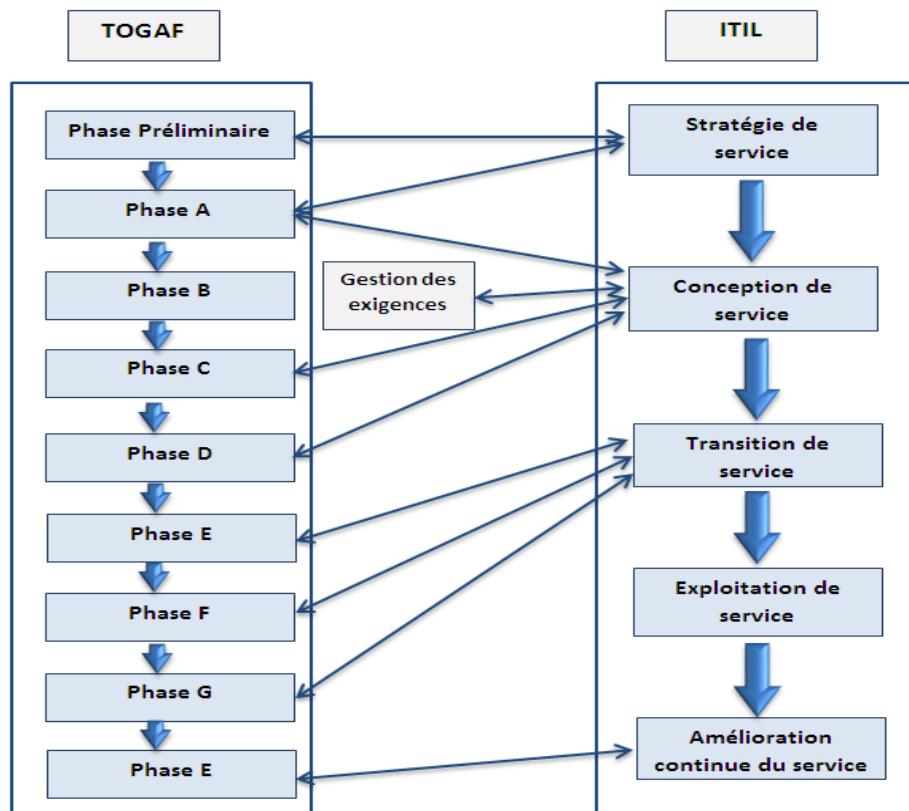 TOGAF
ITIL
Phase Préliminaire
Phase A
Phase B
Phase C
Phase D
Phase E
Phase F
Phase G
Phase E
Gestion des
exigences
Stratégie de
service
Conception de
service
Transition de
service
Exploitation de
service
Amélioration
continue du service